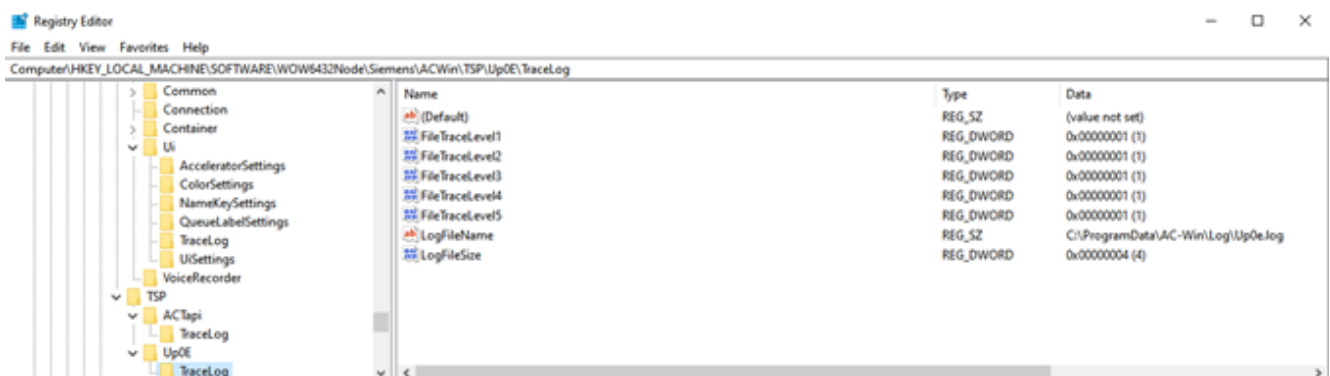 Registry Editor
File Edit View Favorites Help
Computer\HKEY_LOCAL_MACHINE\SOFTWARE\WOW6432Node\Siemens\ACWin\TSP\Up0E\TraceLog
Common
Connection
Container
Ui
AcceleratorSettings
ColorSettings
NameKeySettings
QueueLabelSettings
TraceLog
UiSettings
VoiceRecorder
TSP
ACTapi
TraceLog
Up0E
TraceLog
Name Type Data
(Default) REG_SZ (value not set)
FileTraceLevel1 REG_DWORD 0x00000001 (1)
FileTraceLevel2 REG_DWORD 0x00000001 (1)
FileTraceLevel3 REG_DWORD 0x00000001 (1)
FileTraceLevel4 REG_DWORD 0x00000001 (1)
FileTraceLevel5 REG_DWORD 0x00000001 (1)
LogFileName REG_SZ C:\ProgramData\AC-Win\Log\Up0e.log
LogFileSize REG_DWORD 0x00000004 (4)